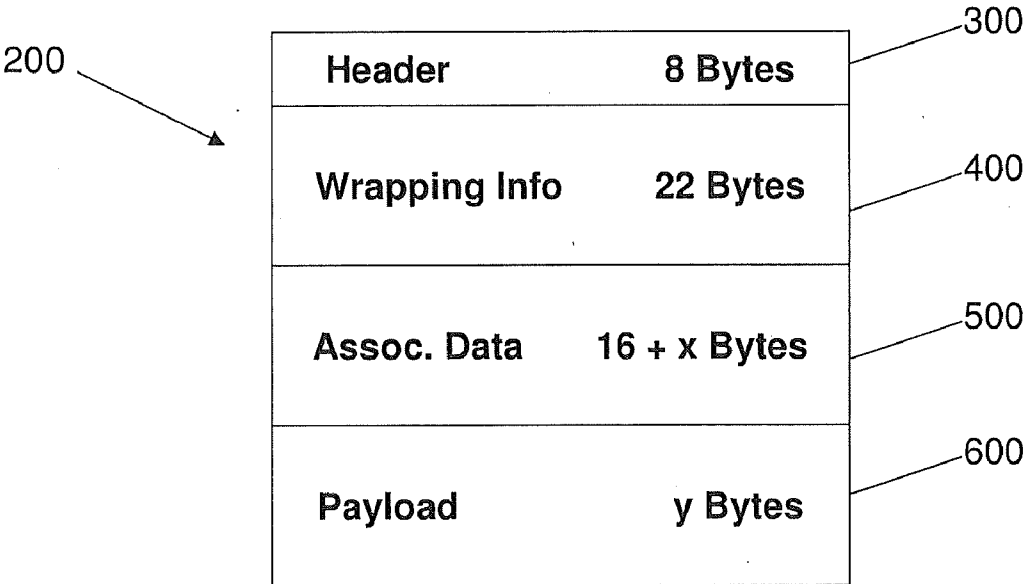 300
200
Header 8 Bytes
400
Wrapping Info 22 Bytes
500
Assoc. Data 16 + x Bytes
600
Payload y Bytes